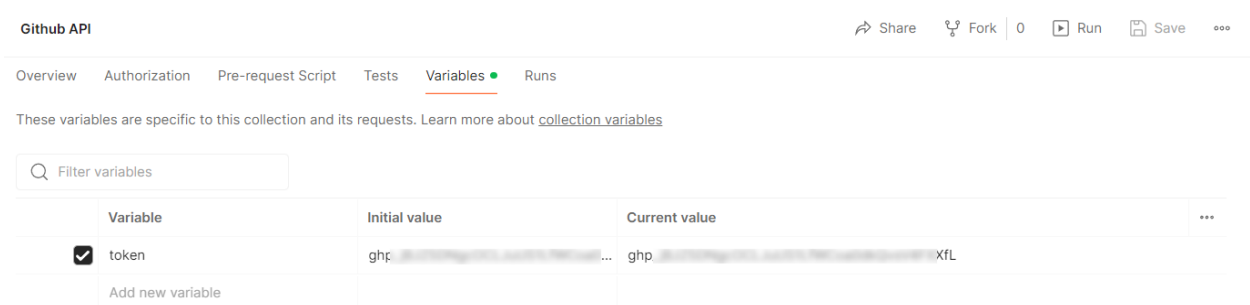 Github API Share Fork 0 Run Save
Overview Authorization Pre-request Script Tests Variables Runs
These variables are specific to this collection and its requests. Learn more about collection variables
Filter variables
Variable Initial value Current value
token ghp ... ghp XfL
Add new variable